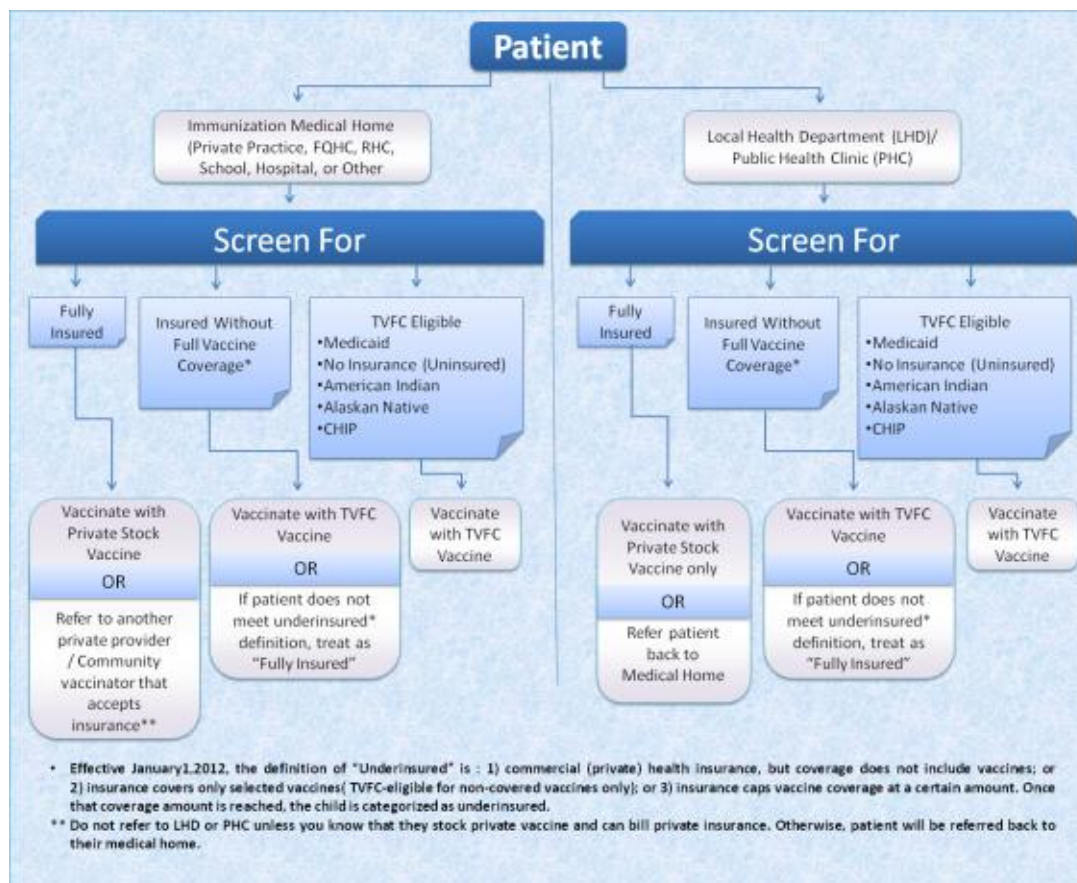 Patient
Immunization Medical Home
(Private Practice, FQHC, RHC,
School, Hospital, or Other
Screen For
Fully
Insured
Insured Without
Full Vaccine
Coverage*
TVFC Eligible
•Medicaid
•No Insurance (Uninsured)
•American Indian
•Alaskan Native
•CHIP
Vaccinate with
Private Stock
Vaccine
OR
Refer to another
private provider
/ Community
vaccinator that
accepts
insurance**
Vaccinate with TVFC
Vaccine
OR
If patient does not
meet underinsured*
definition, treat as
“Fully Insured”
Vaccinate
with TVFC
Vaccine
Local Health Department (LHD)/
Public Health Clinic (PHC)
Screen For
Fully
Insured
Insured Without
Full Vaccine
Coverage*
TVFC Eligible
•Medicaid
•No Insurance (Uninsured)
•American Indian
•Alaskan Native
•CHIP
Vaccinate with
Private Stock
Vaccine only
OR
Refer patient
back to
Medical Home
Vaccinate with TVFC
Vaccine
OR
If patient does not
meet underinsured*
definition, treat as
“Fully Insured”
Vaccinate
with TVFC
Vaccine
• Effective January1,2012, the definition of “Underinsured” is : 1) commercial (private) health insurance, but coverage does not include vaccines; or
2) insurance covers only selected vaccines( TVFC-eligible for non-covered vaccines only); or 3) insurance caps vaccine coverage at a certain amount. Once
that coverage amount is reached, the child is categorized as underinsured.
** Do not refer to LHD or PHC unless you know that they stock private vaccine and can bill private insurance. Otherwise, patient will be referred back to
their medical home.